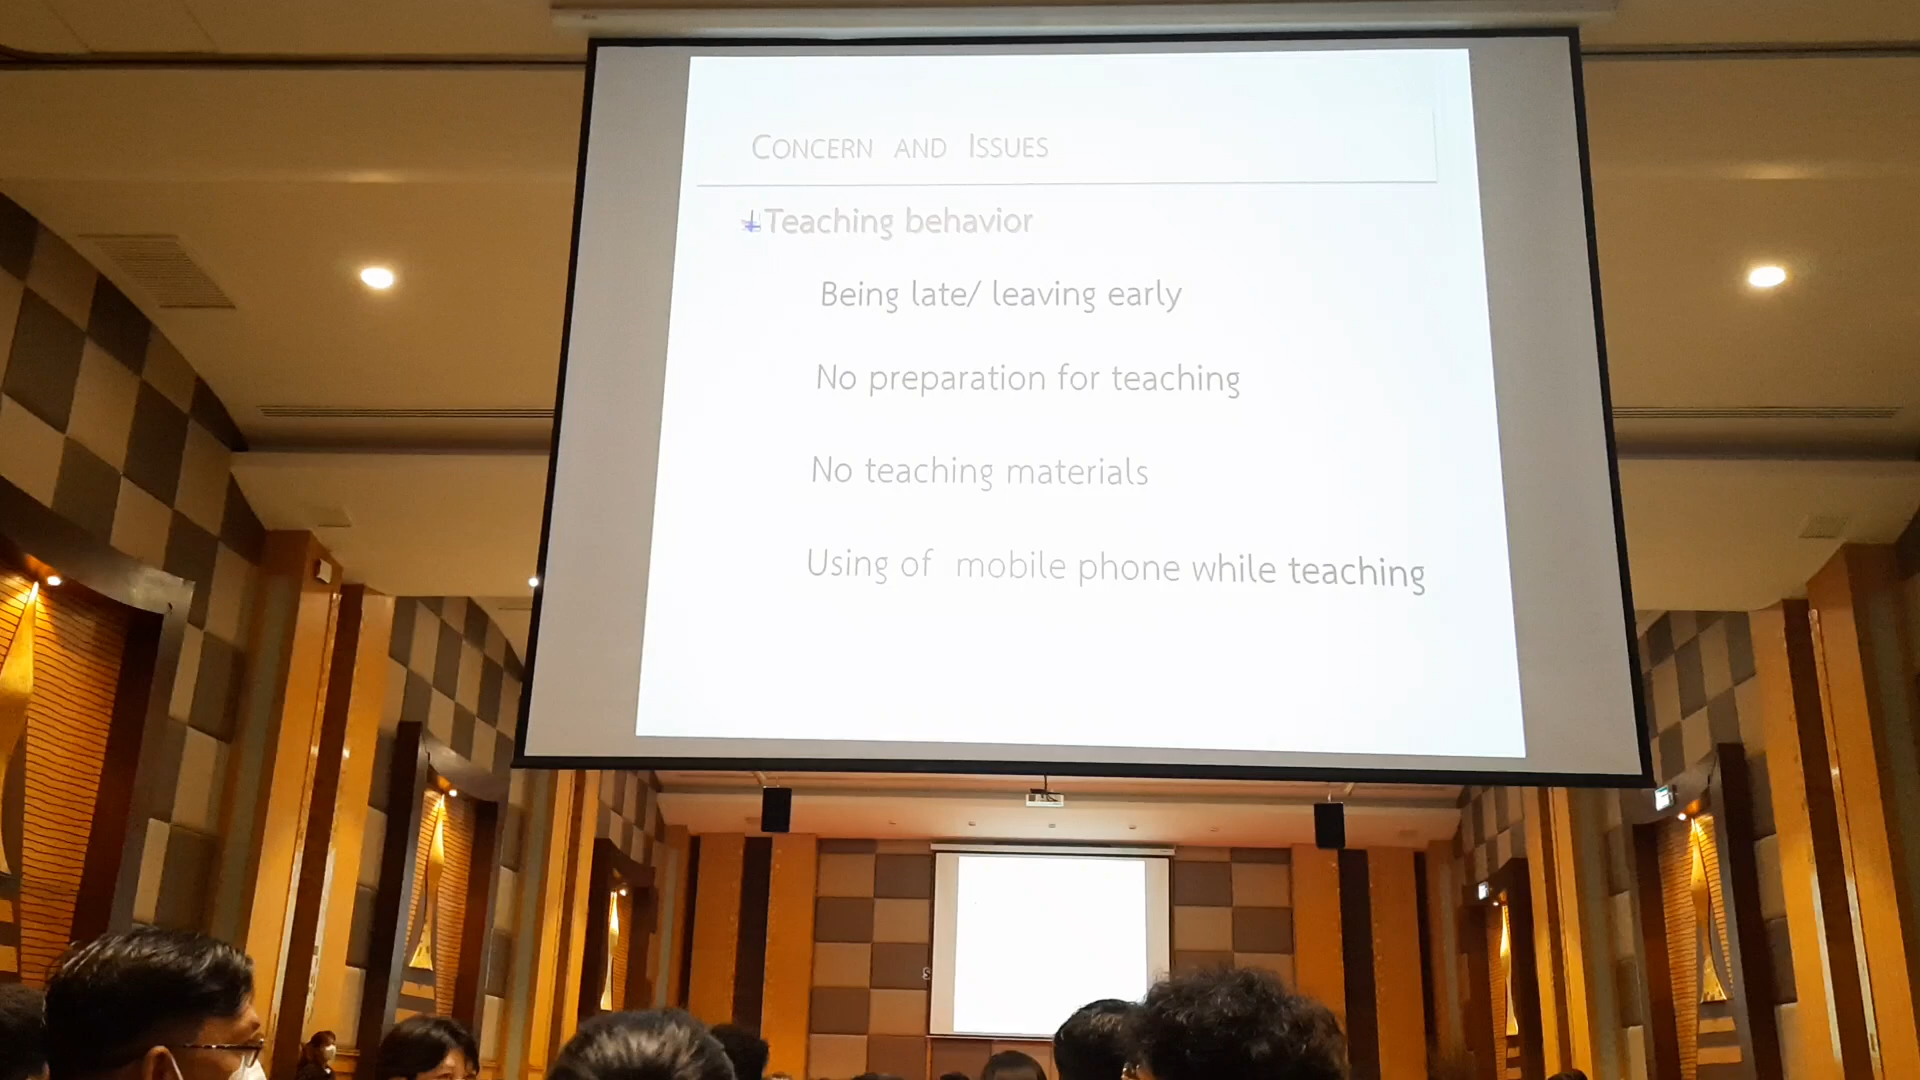 CONCERN AND ISSUES
Teaching behavior
Being late/ leaving early
No preparation for teaching
No teaching materials
Using of mobile phone while teaching